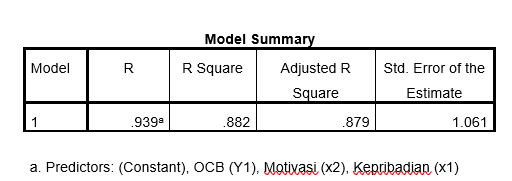 Model Summary
Model R R Square Adjusted R Square Std. Error of the Estimate
1 .939ᵃ .882 .879 1.061
a. Predictors: (Constant), OCB (Y1), Motivasi (x2), Kepribadian (x1)